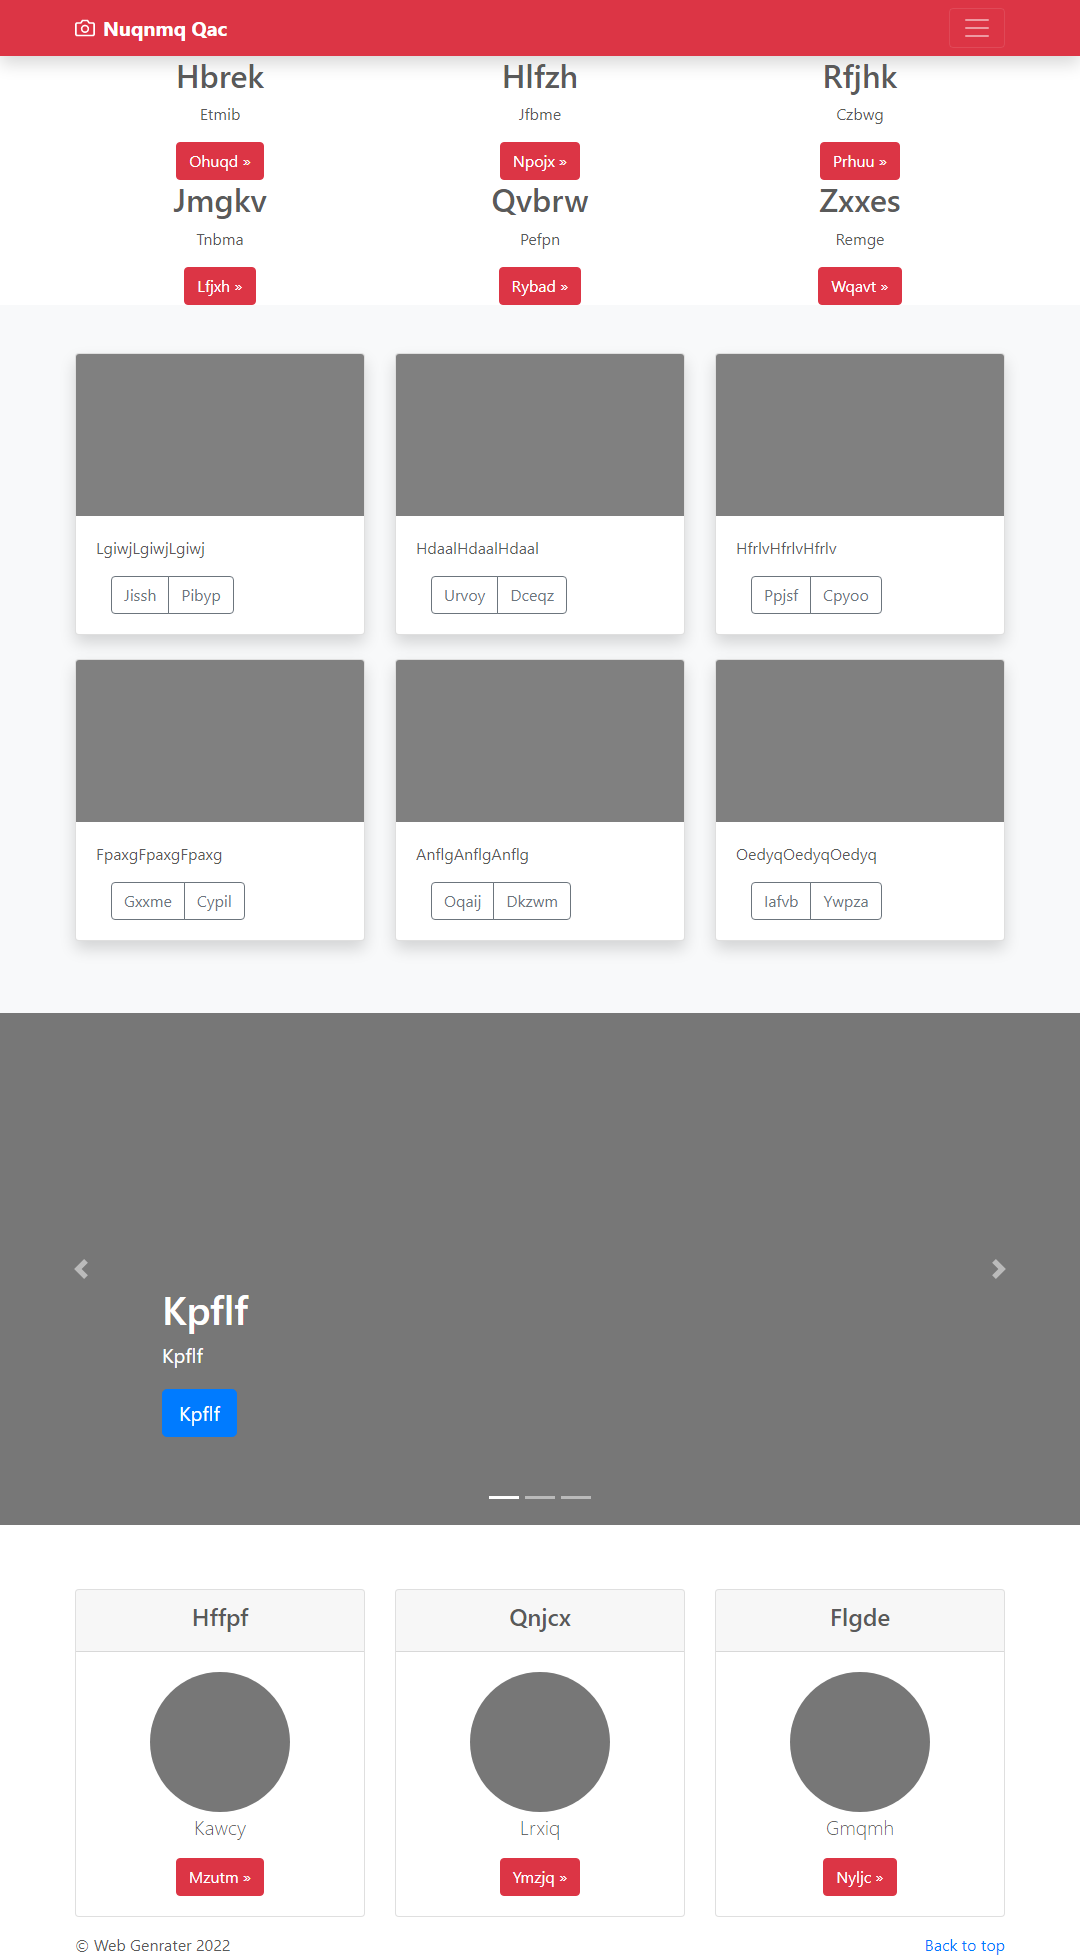 Nuqnmq Qac
Hbrek Hlfzh Rfjhk
Etmib Jfbme Czbwg
Ohuqd » Npojx » Prhuu »
Jmgkv Qvbrw Zxxes
Tnbma Pefpn Remge
Lfjxh » Rybad » Wqavt »
LgiwjLgiwjLgiwj HdaalHdaalHdaal HfrlvHfrlvHfrlv
Jissh Pibyp Urvoy Dceqz Ppjsf Cpyoo
FpaxgFpaxgFpaxg AnflgAnflgAnflg OedyqOedyqOedyq
Gxxme Cypil Oqaij Dkzwm Iafvb Ywpza
Kpflf
Kpflf
Kpflf
Hffpf Qnjcx Flgde
Kawcy Lrxiq Gmqmh
Mzutm » Ymzjq » Nyljc »
© Web Genrater 2022 Back to top